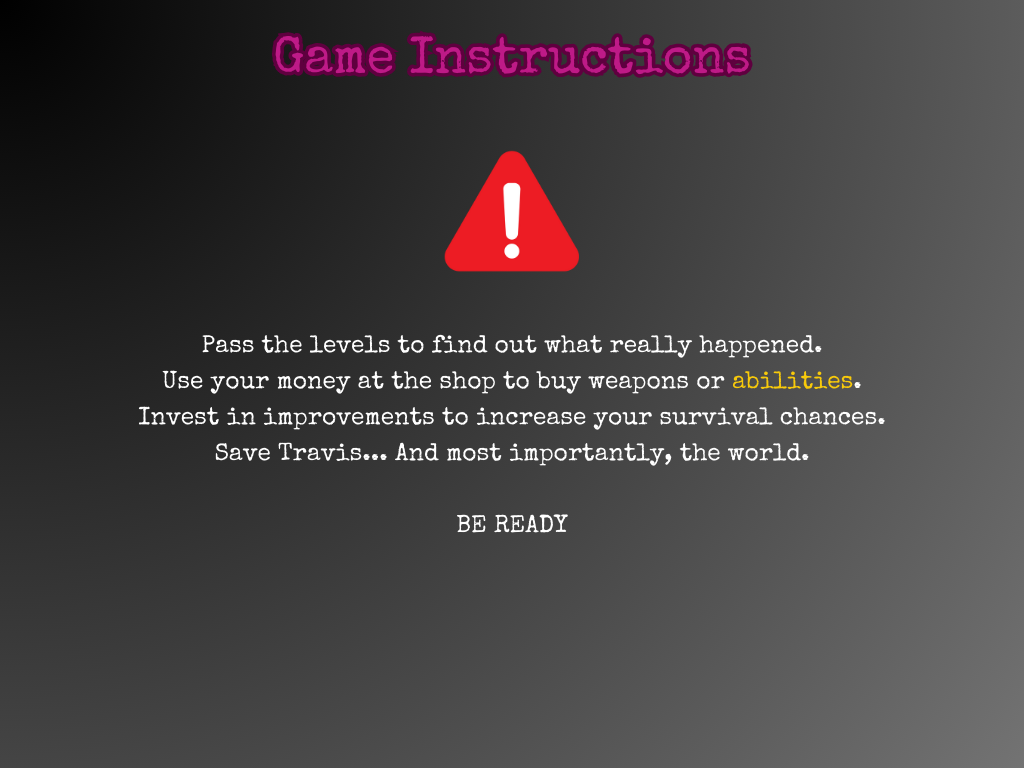 Game Instructions
Pass the levels to find out what really happened.
Use your money at the shop to buy weapons or abilities.
Invest in improvements to increase your survival chances.
Save Travis... And most importantly, the world.
BE READY